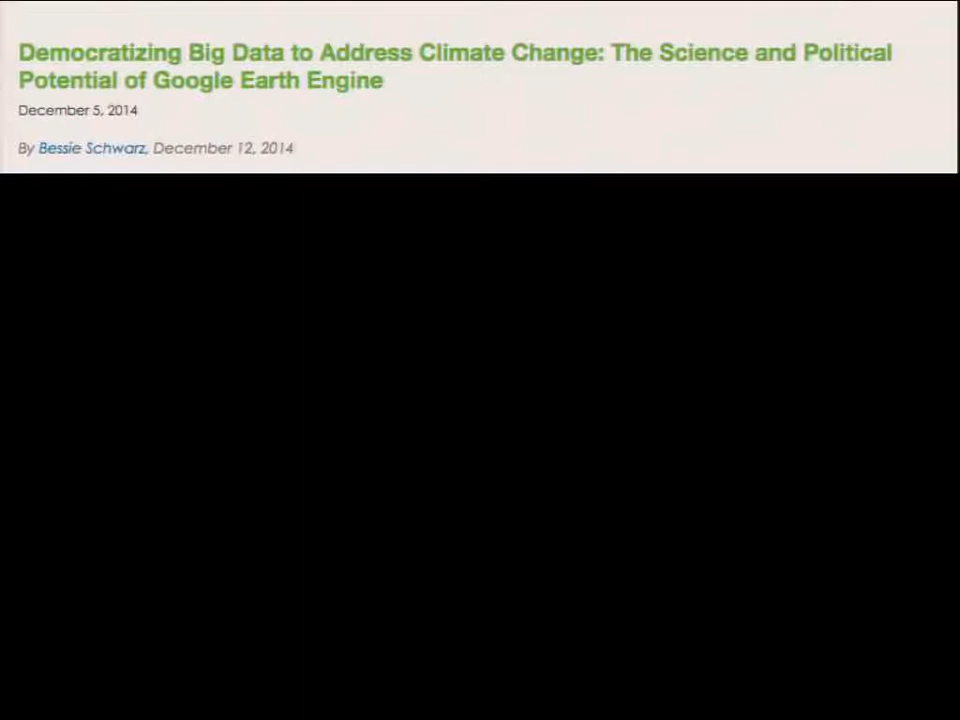 Democratizing Big Data to Address Climate Change: The Science and Political
Potential of Google Earth Engine
December 5, 2014
By Bessie Schwarz, December 12, 2014